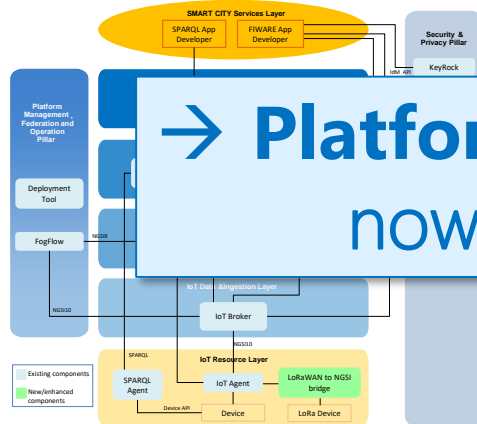 SMART CITY Services Layer
SPARQL App
Developer
FIWARE App
Developer
Security &
Privacy Pillar
IdM API
KeyRock
Platform
Management,
Federation and
Operation
Pillar
→ Platfor
now
Deployment
Tool
FogFlow
NGSI9
IoT Data &Ingestion Layer
NGSI10
IoT Broker
NGSI10
SPARQL
IoT Resource Layer
Existing components
New/enhanced
components
SPARQL
Agent
IoT Agent
LoRaWAN to NGSI
bridge
Device API
Device
LoRa Device